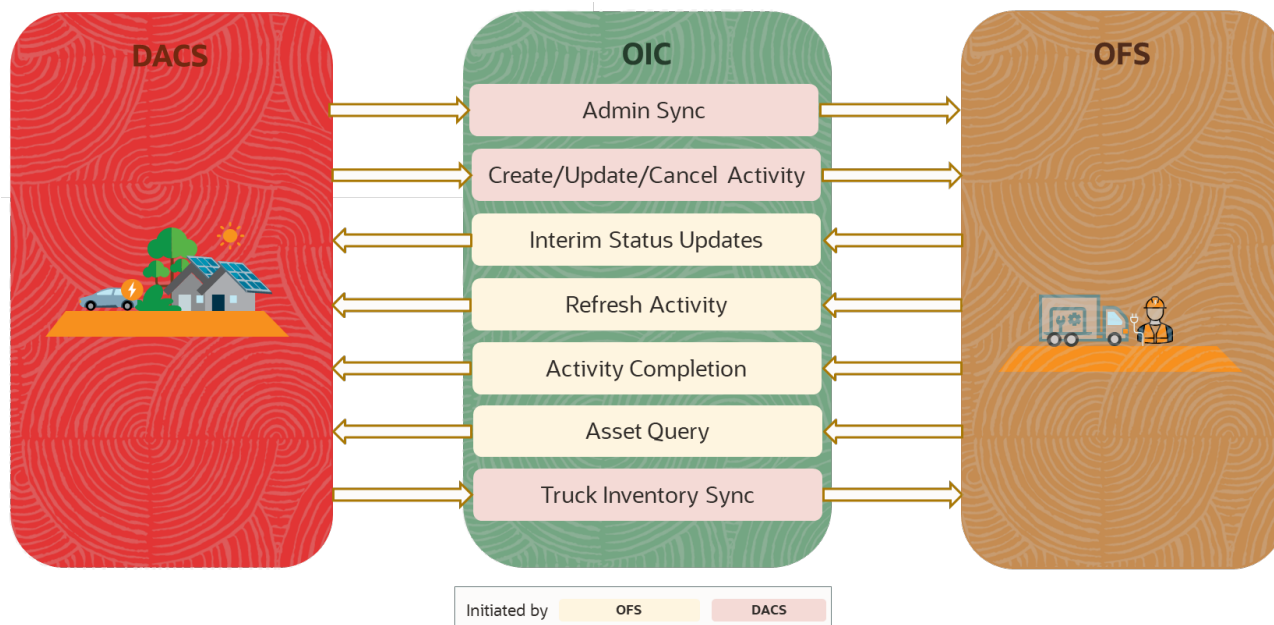 DACS
OIC
OFS
Admin Sync
Create/Update/Cancel Activity
Interim Status Updates
Refresh Activity
Activity Completion
Asset Query
Truck Inventory Sync
Initiated by OFS DACS